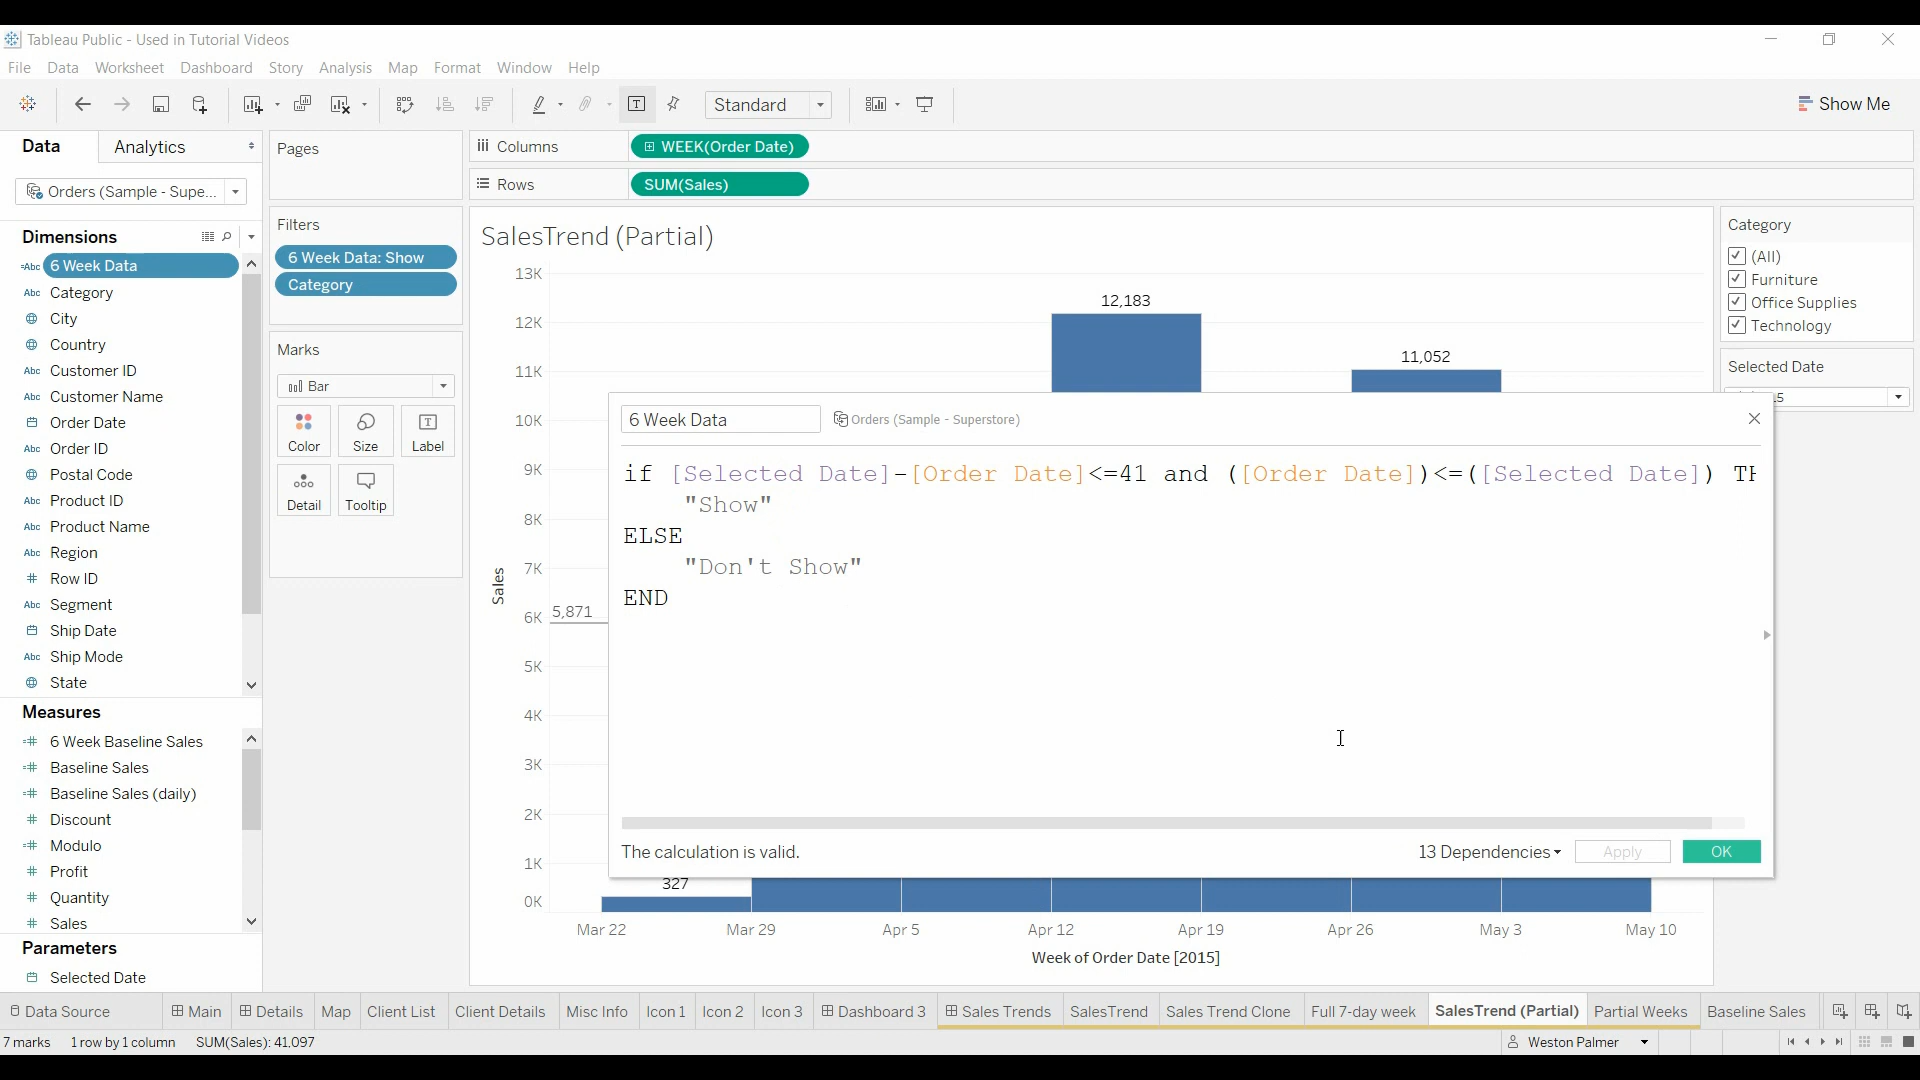 Tableau Public - Used in Tutorial Videos
File Data Worksheet Dashboard Story Analysis Map Format Window Help
Standard
Show Me
Data Analytics
Orders (Sample - Supe...
Dimensions
=Abc 6 Week Data
Abc Category
City
Country
Abc Customer ID
Abc Customer Name
Order Date
Abc Order ID
Postal Code
Abc Product ID
Abc Product Name
Abc Region
# Row ID
Abc Segment
Ship Date
Abc Ship Mode
State
Measures
=# 6 Week Baseline Sales
=# Baseline Sales
=# Baseline Sales (daily)
# Discount
=# Modulo
# Profit
# Quantity
# Sales
Parameters
Selected Date
Pages
Filters
6 Week Data: Show
Category
Marks
Bar
Color Size Label
Detail Tooltip
Columns WEEK(Order Date)
Rows SUM(Sales)
SalesTrend (Partial)
13K
12K
11K
10K
9K
8K
7K
6K
5K
4K
3K
2K
1K
0K
Sales
12,183
11,052
5,871
327
Mar 22 Mar 29 Apr 5 Apr 12 Apr 19 Apr 26 May 3 May 10
Week of Order Date [2015]
6 Week Data Orders (Sample - Superstore)
if [Selected Date]-[Order Date]<=41 and ([Order Date])<=([Selected Date]) TH
"Show"
ELSE
"Don't Show"
END
The calculation is valid. 13 Dependencies Apply OK
Category
(All)
Furniture
Office Supplies
Technology
Selected Date
Data Source Main Details Map Client List Client Details Misc Info Icon 1 Icon 2 Icon 3 Dashboard 3 Sales Trends SalesTrend Sales Trend Clone Full 7-day week SalesTrend (Partial) Partial Weeks Baseline Sales
7 marks 1 row by 1 column SUM(Sales): 41,097 Weston Palmer